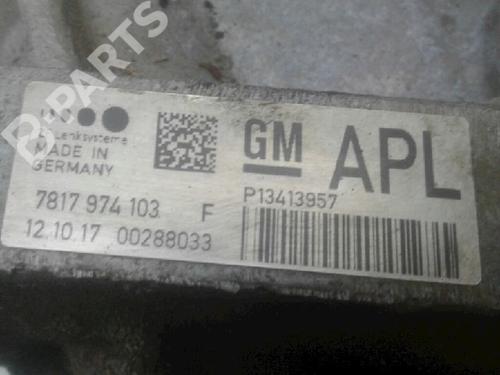 B-PARTS
Lenksysteme
MADE IN
GERMANY
GM APL
P13413957
7817 974 103 F
12.10.17 00288033